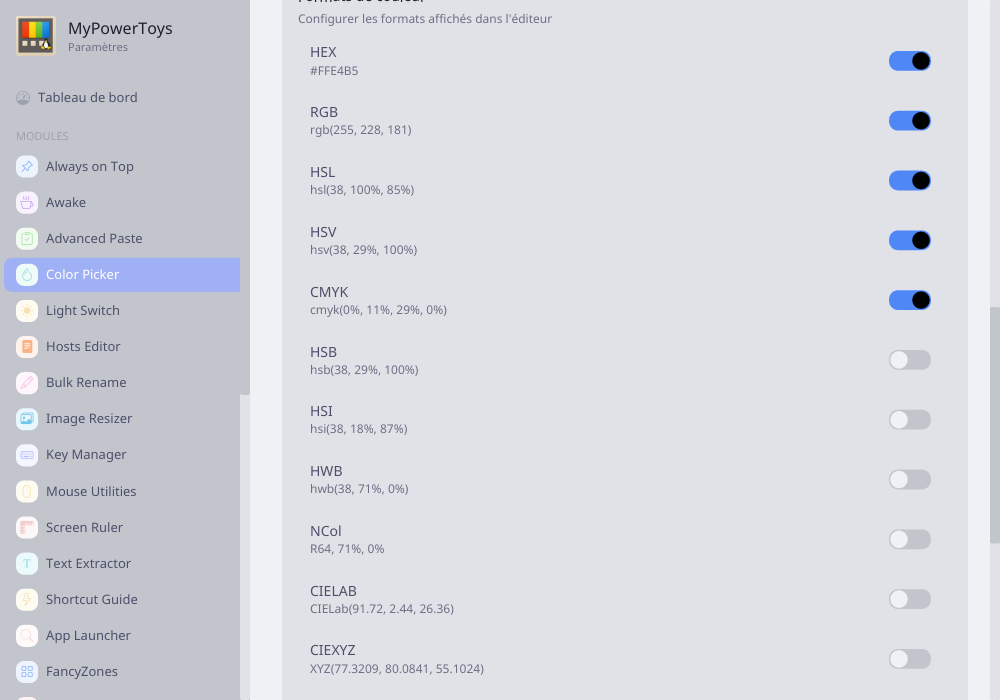 MyPowerToys
Paramètres
Tableau de bord
MODULES
Always on Top
Awake
Advanced Paste
Color Picker
Light Switch
Hosts Editor
Bulk Rename
Image Resizer
Key Manager
Mouse Utilities
Screen Ruler
Text Extractor
Shortcut Guide
App Launcher
FancyZones
Configurer les formats affichés dans l'éditeur
HEX
#FFE4B5
RGB
rgb(255, 228, 181)
HSL
hsl(38, 100%, 85%)
HSV
hsv(38, 29%, 100%)
CMYK
cmyk(0%, 11%, 29%, 0%)
HSB
hsb(38, 29%, 100%)
HSI
hsi(38, 18%, 87%)
HWB
hwb(38, 71%, 0%)
NCol
R64, 71%, 0%
CIELAB
CIELab(91.72, 2.44, 26.36)
CIEXYZ
XYZ(77.3209, 80.0841, 55.1024)